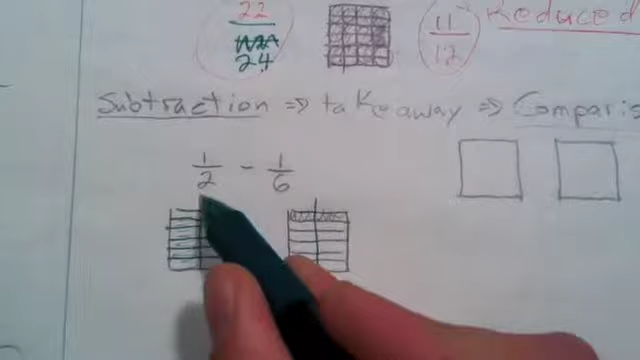 22
24
11
12
Reduced
Subtraction => take away => Comparis
1/2 - 1/6